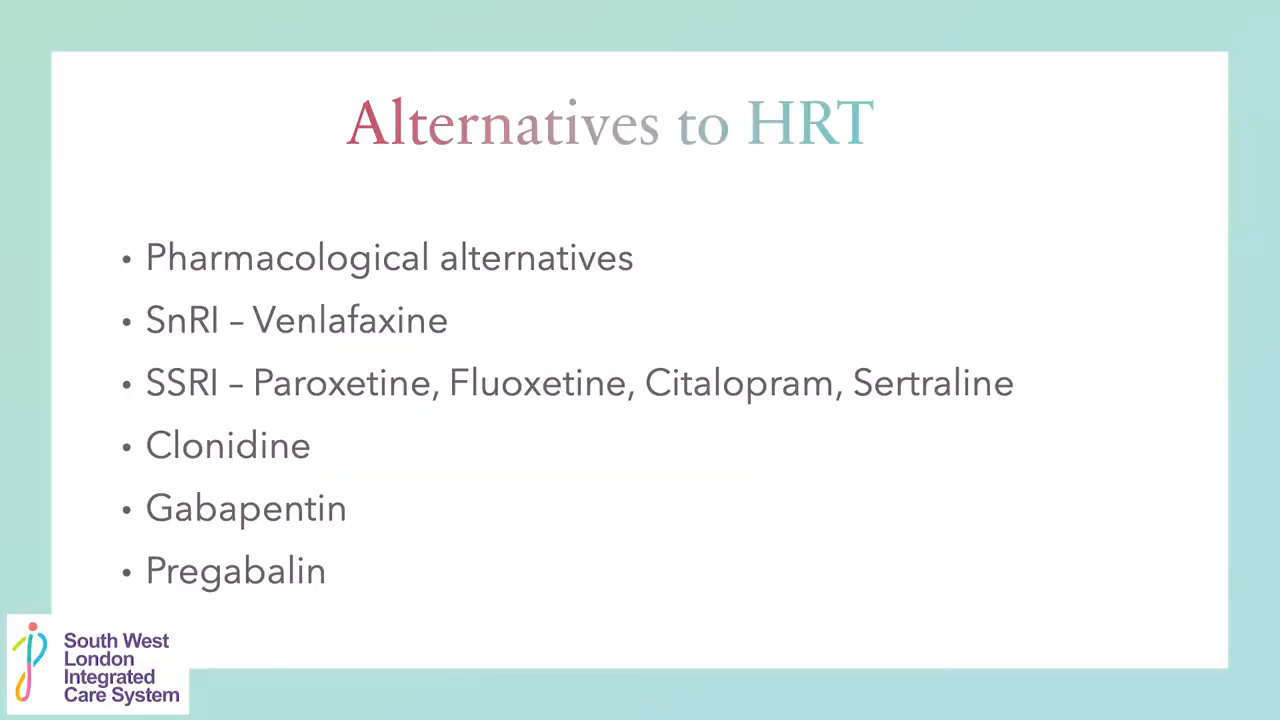 Alternatives to HRT
• Pharmacological alternatives
• SnRI – Venlafaxine
• SSRI – Paroxetine, Fluoxetine, Citalopram, Sertraline
• Clonidine
• Gabapentin
• Pregabalin
South West
London
Integrated
Care System